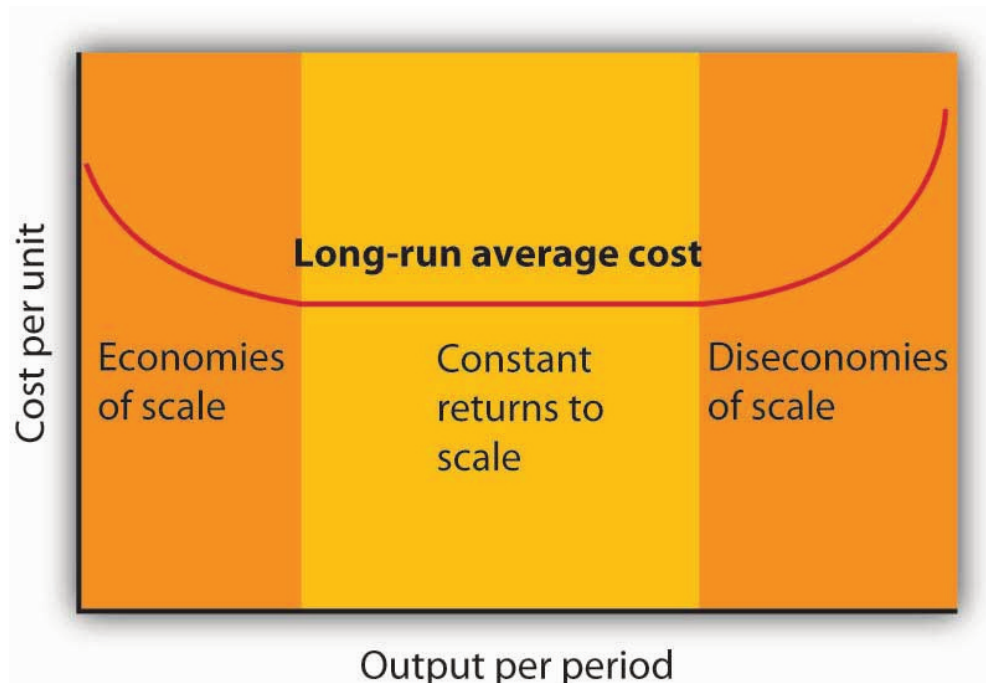 Cost per unit
Long-run average cost
Economies
of scale
Constant
returns to
scale
Diseconomies
of scale
Output per period